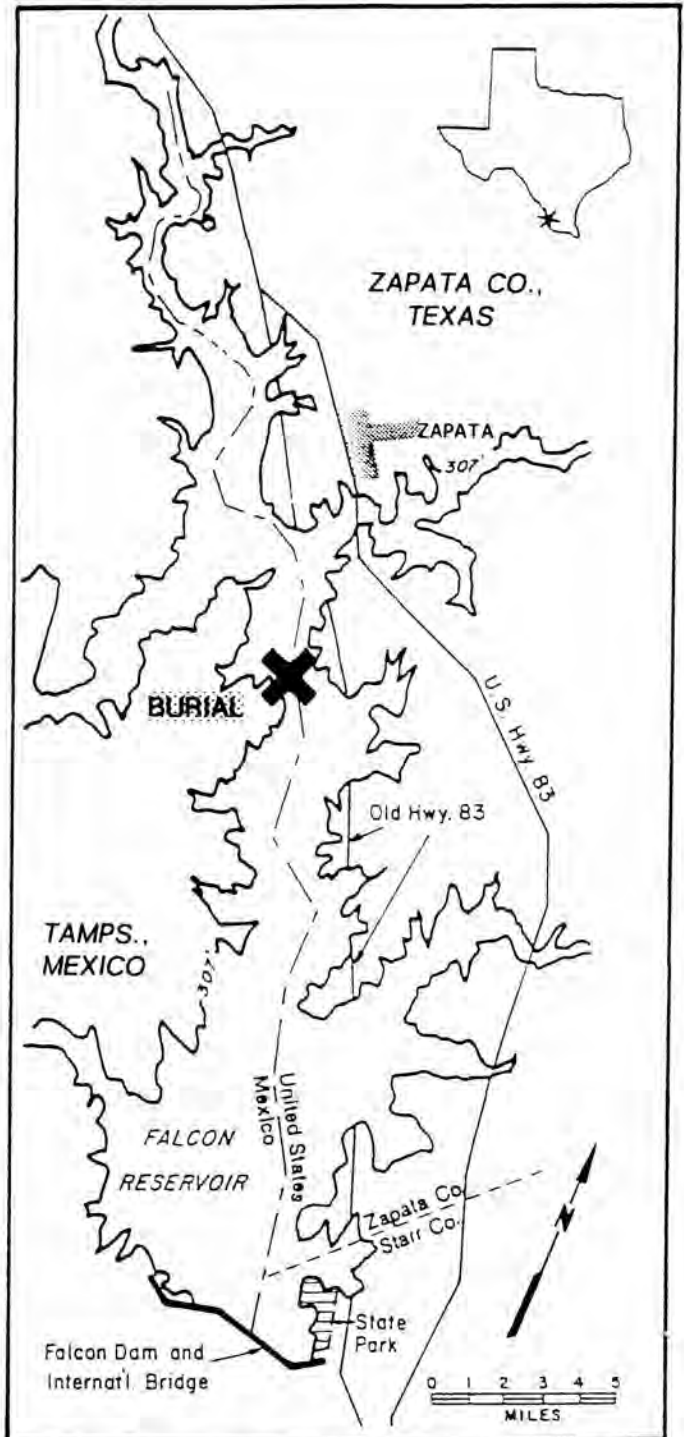 ZAPATA CO.,
TEXAS
ZAPATA
307'
BURIAL
U.S. Hwy. 83
Old Hwy. 83
TAMPS.,
MEXICO
307'
United States
Mexico
FALCON
RESERVOIR
Zapata Co.
Starr Co.
N
State
Park
Falcon Dam and
Internat'l Bridge
0 1 2 3 4 5
MILES